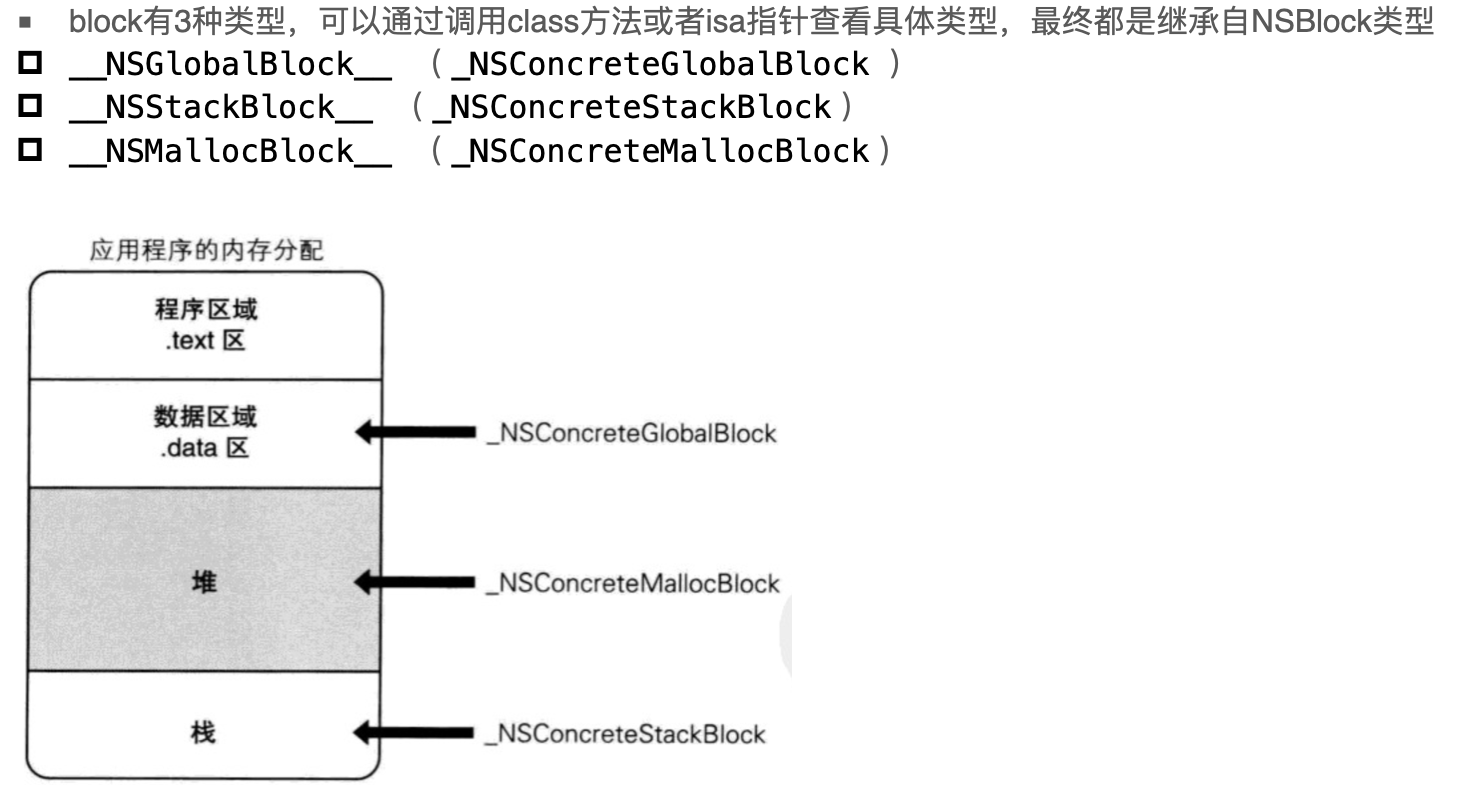 ▪ block有3种类型，可以通过调用class方法或者isa指针查看具体类型，最终都是继承自NSBlock类型
__NSGlobalBlock__ （ _NSConcreteGlobalBlock ）
__NSStackBlock__ （ _NSConcreteStackBlock ）
__NSMallocBlock__ （ _NSConcreteMallocBlock ）
应用程序的内存分配
程序区域
.text 区
数据区域
.data 区
_NSConcreteGlobalBlock
堆
_NSConcreteMallocBlock
栈
_NSConcreteStackBlock